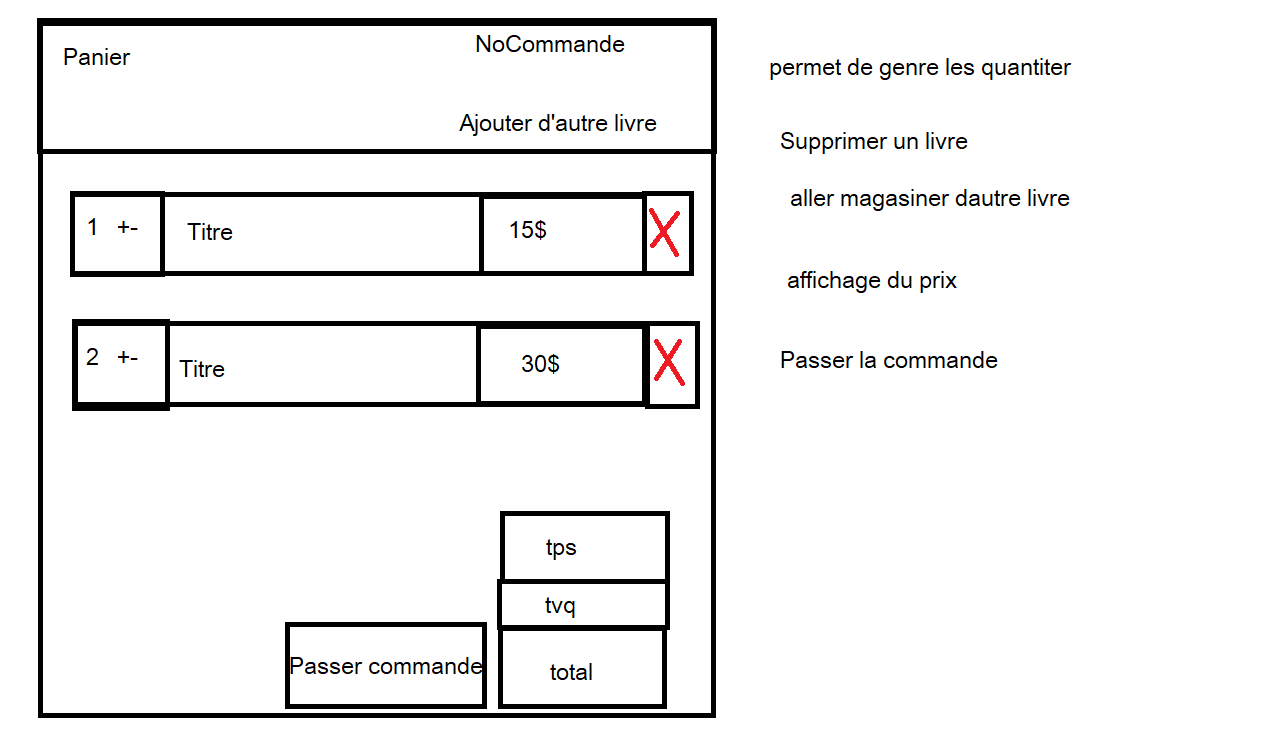 Panier
NoCommande
Ajouter d'autre livre
1 +-
Titre
15$
X
2 +-
Titre
30$
X
tps
tvq
Passer commande
total
permet de genre les quantiter
Supprimer un livre
aller magasiner dautre livre
affichage du prix
Passer la commande